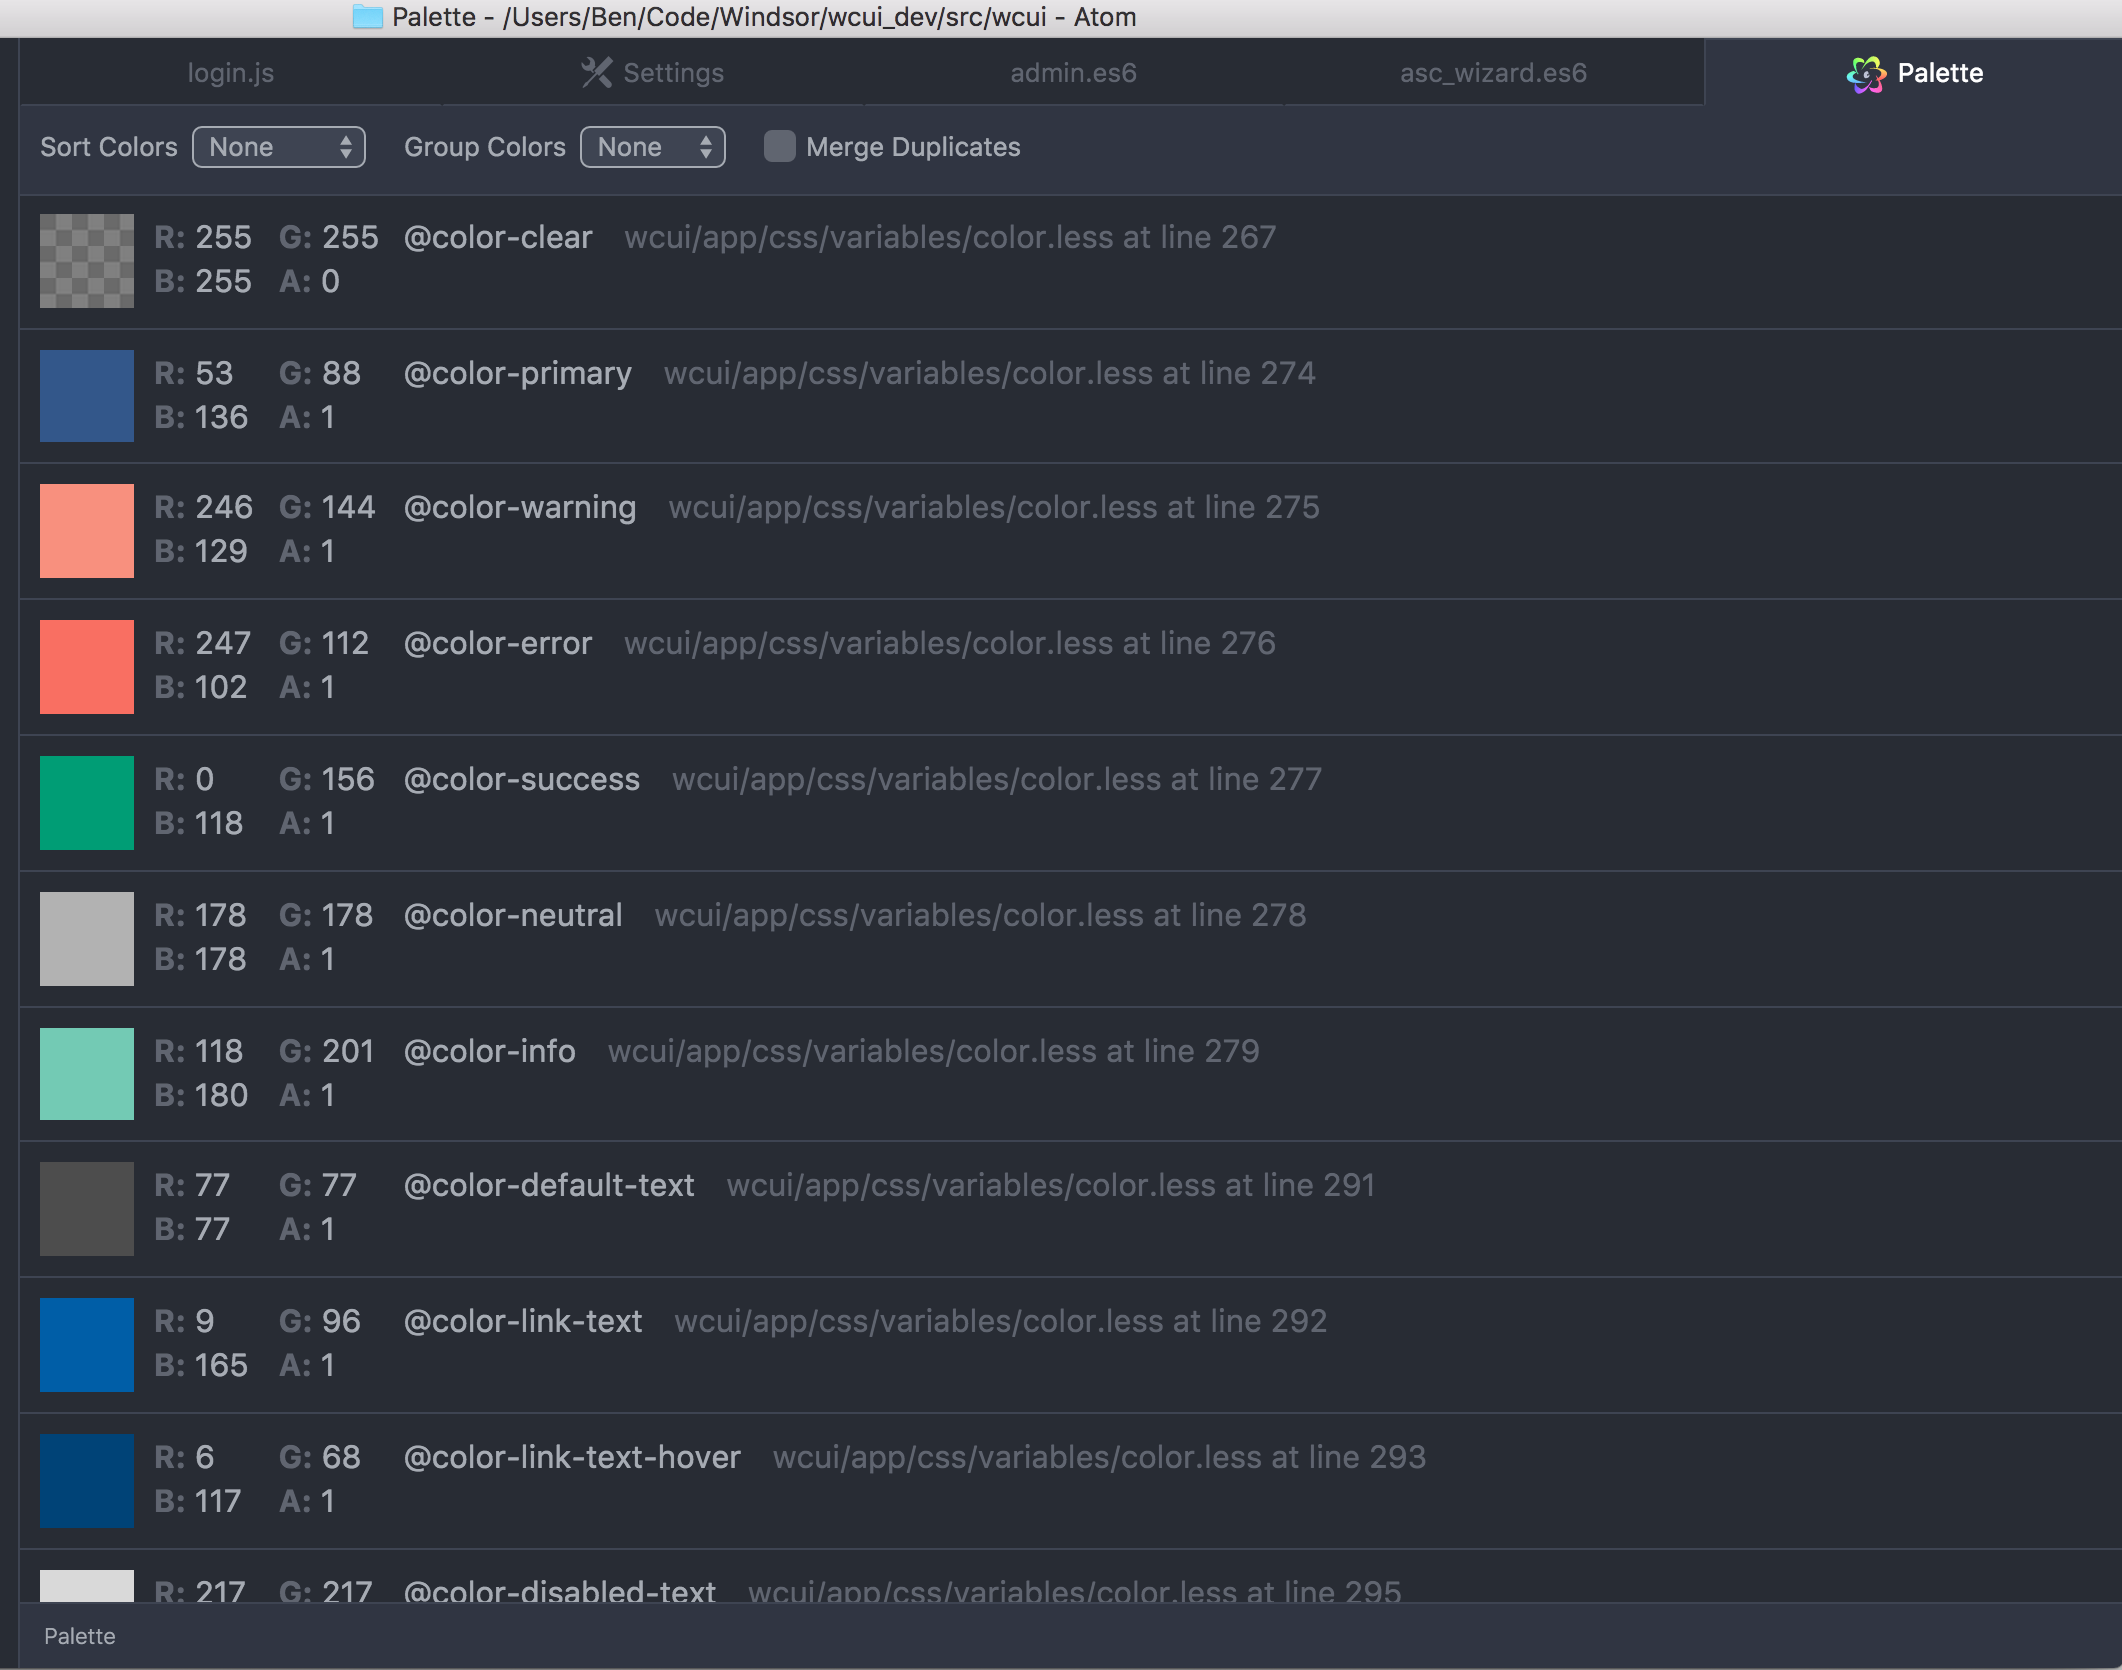 Palette - /Users/Ben/Code/Windsor/wcui_dev/src/wcui - Atom
login.js Settings admin.es6 asc_wizard.es6 Palette
Sort Colors None Group Colors None Merge Duplicates
R: 255 G: 255 @color-clear wcui/app/css/variables/color.less at line 267
B: 255 A: 0
R: 53 G: 88 @color-primary wcui/app/css/variables/color.less at line 274
B: 136 A: 1
R: 246 G: 144 @color-warning wcui/app/css/variables/color.less at line 275
B: 129 A: 1
R: 247 G: 112 @color-error wcui/app/css/variables/color.less at line 276
B: 102 A: 1
R: 0 G: 156 @color-success wcui/app/css/variables/color.less at line 277
B: 118 A: 1
R: 178 G: 178 @color-neutral wcui/app/css/variables/color.less at line 278
B: 178 A: 1
R: 118 G: 201 @color-info wcui/app/css/variables/color.less at line 279
B: 180 A: 1
R: 77 G: 77 @color-default-text wcui/app/css/variables/color.less at line 291
B: 77 A: 1
R: 9 G: 96 @color-link-text wcui/app/css/variables/color.less at line 292
B: 165 A: 1
R: 6 G: 68 @color-link-text-hover wcui/app/css/variables/color.less at line 293
B: 117 A: 1
R: 217 G: 217 @color-disabled-text wcui/app/css/variables/color.less at line 295
Palette